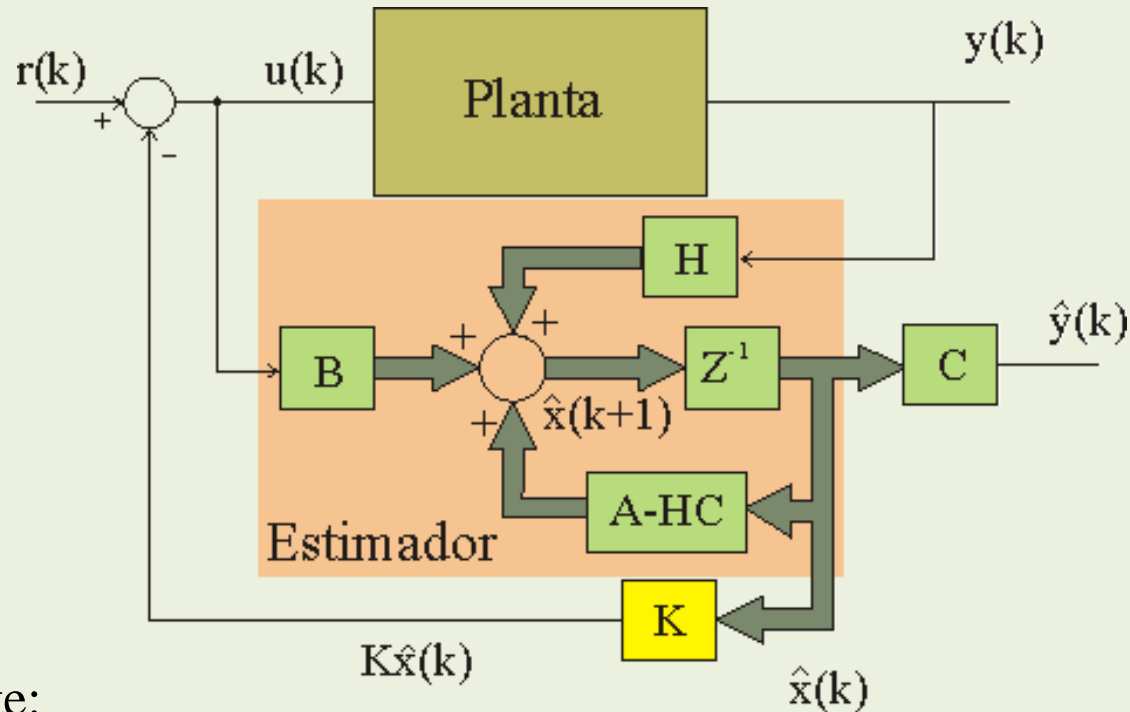 r(k)
+
-
u(k)
Planta
y(k)
H
+
+
B
Z⁻¹
C
ŷ(k)
+
x̂(k+1)
A-HC
Estimador
K
Kx̂(k)
x̂(k)